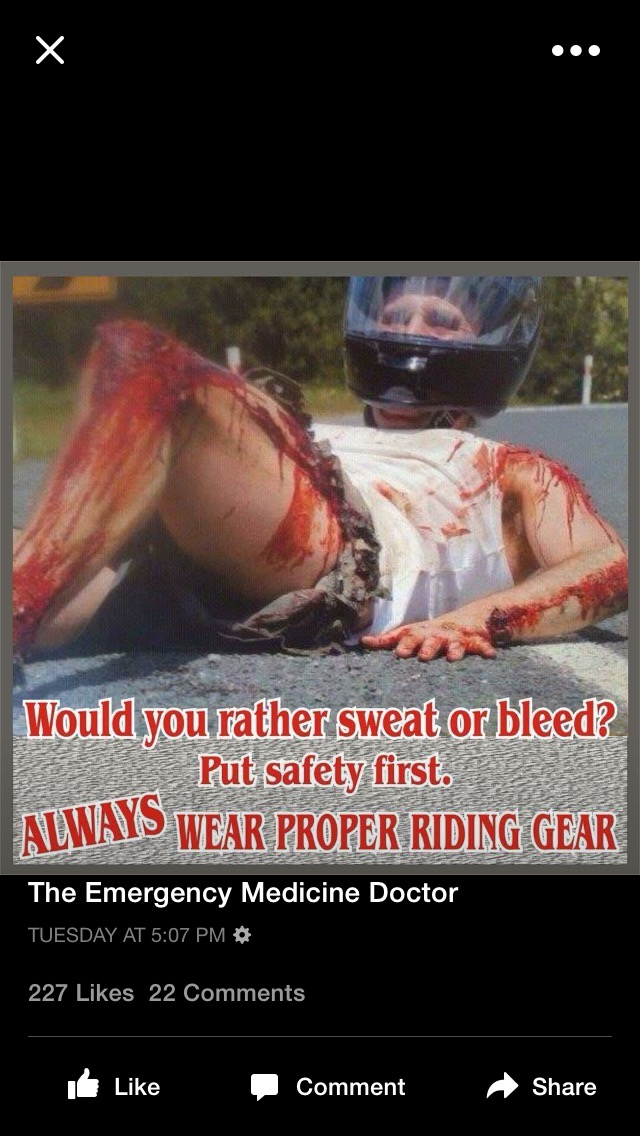 Would you rather sweat or bleed?
Put safety first.
ALWAYS WEAR PROPER RIDING GEAR
The Emergency Medicine Doctor
TUESDAY AT 5:07 PM
227 Likes 22 Comments
Like Comment Share